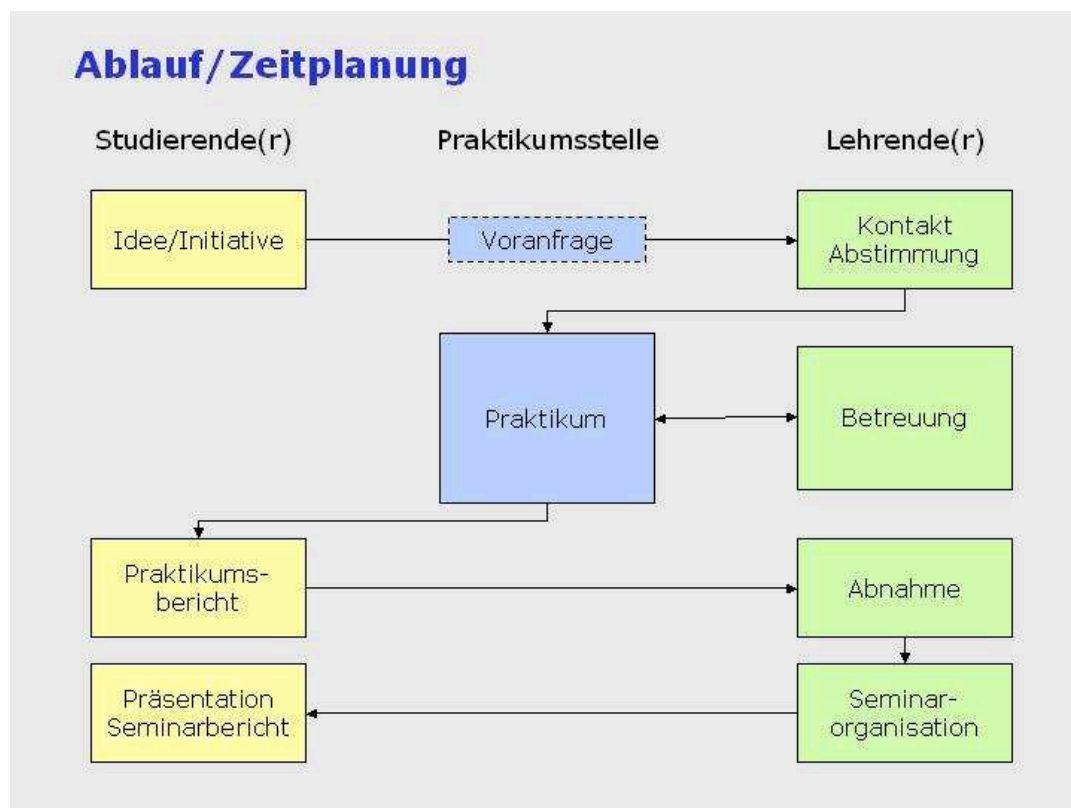 Ablauf/Zeitplanung
Studierende(r)
Praktikumsstelle
Lehrende(r)
Idee/Initiative
Voranfrage
Kontakt
Abstimmung
Praktikum
Betreuung
Praktikums-
bericht
Abnahme
Präsentation
Seminarbericht
Seminar-
organisation